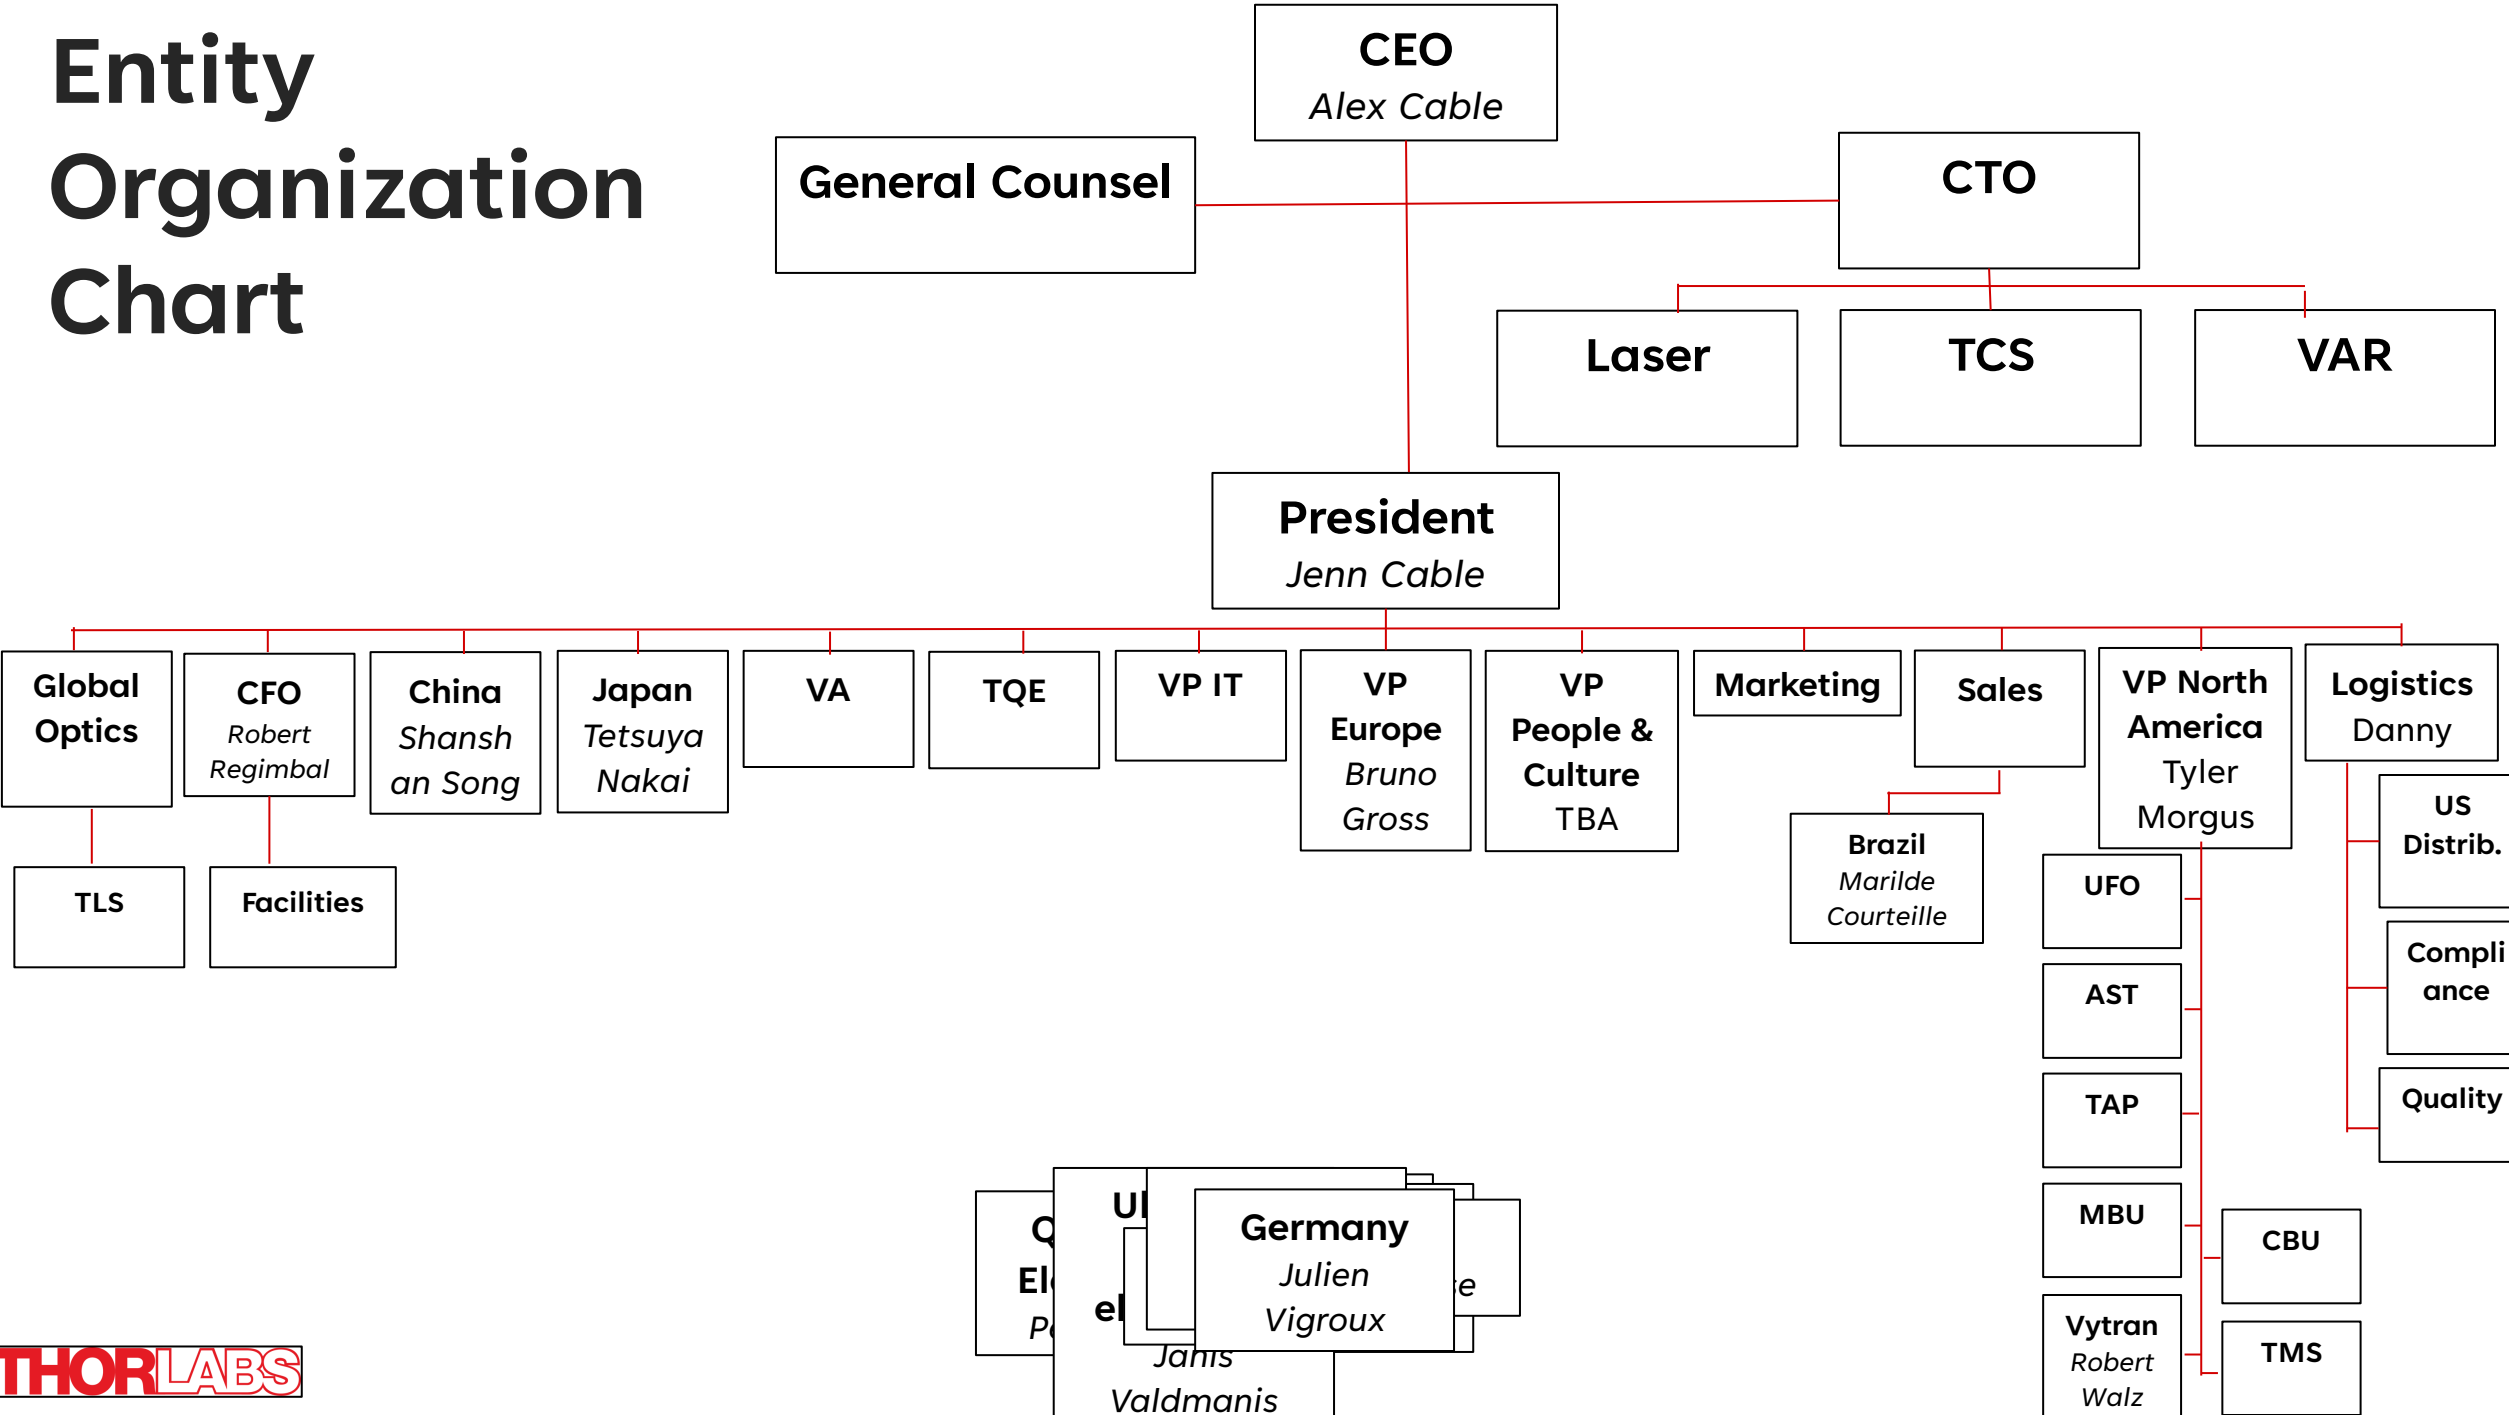 Entity
Organization
Chart
CEO
Alex Cable
General Counsel
CTO
Laser
TCS
VAR
President
Jenn Cable
Global
Optics
CFO
Robert
Regimbal
China
Shansh
an Song
Japan
Tetsuya
Nakai
VA
TQE
VP IT
VP
Europe
Bruno
Gross
VP
People &
Culture
TBA
Marketing
Sales
VP North
America
Tyler
Morgus
Logistics
Danny
TLS
Facilities
Brazil
Marilde
Courteille
UFO
AST
TAP
MBU
Vytran
Robert
Walz
CBU
TMS
US
Distrib.
Compli
ance
Quality
Germany
Julien
Vigroux
Janis
Valdmanis
THORLABS